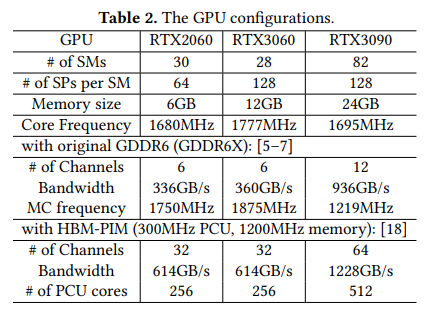 Table 2. The GPU configurations.
GPU RTX2060 RTX3060 RTX3090
# of SMs 30 28 82
# of SPs per SM 64 128 128
Memory size 6GB 12GB 24GB
Core Frequency 1680MHz 1777MHz 1695MHz
with original GDDR6 (GDDR6X): [5–7]
# of Channels 6 6 12
Bandwidth 336GB/s 360GB/s 936GB/s
MC frequency 1750MHz 1875MHz 1219MHz
with HBM-PIM (300MHz PCU, 1200MHz memory): [18]
# of Channels 32 32 64
Bandwidth 614GB/s 614GB/s 1228GB/s
# of PCU cores 256 256 512